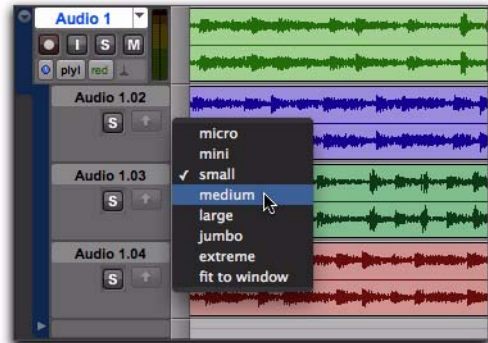 Audio 1
I S M
plyl red
Audio 1.02
S
Audio 1.03
S
Audio 1.04
S
micro
mini
✓ small
medium
large
jumbo
extreme
fit to window